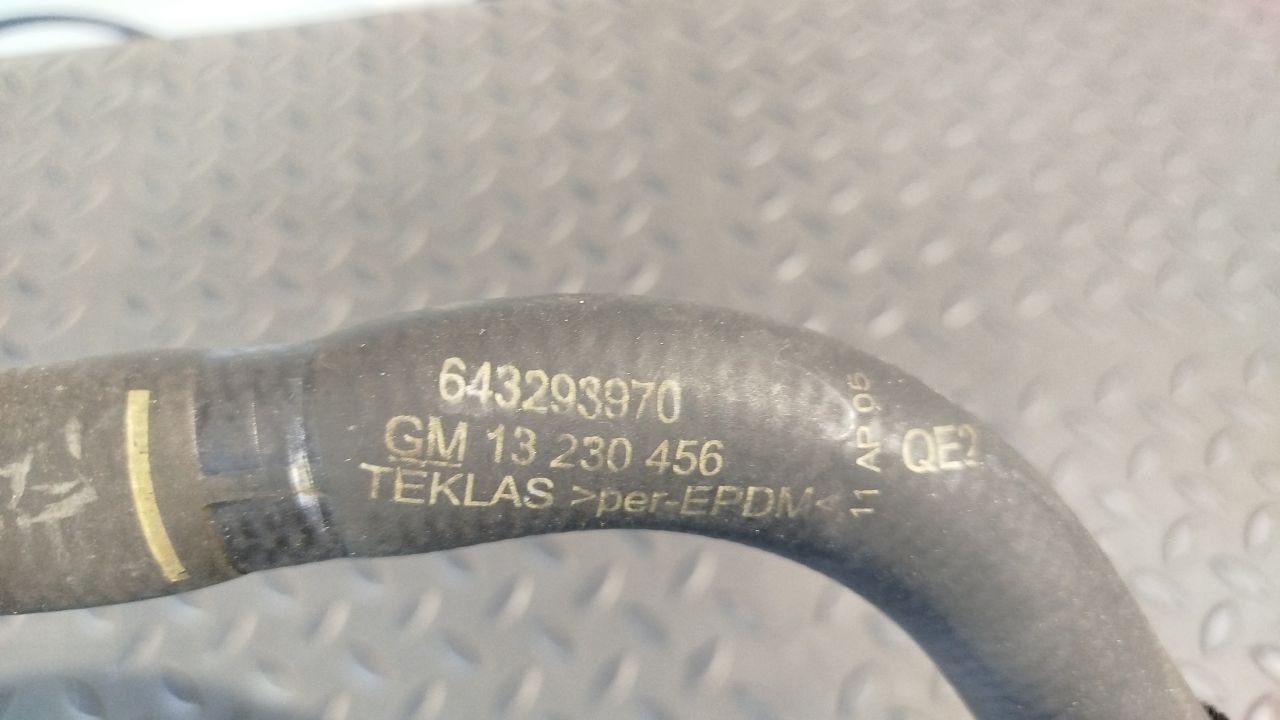 643293970
GM 13 230 456
TEKLAS >per-EPDM<
11 AP 05
QE2